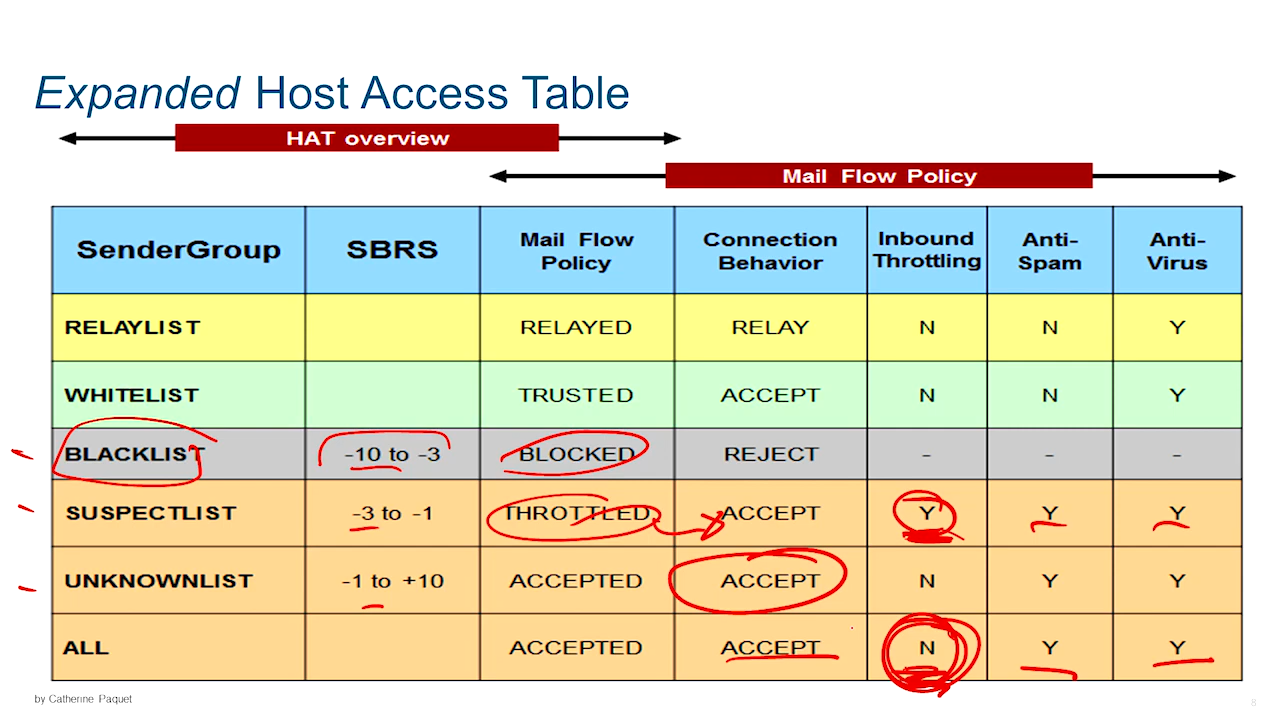 Expanded Host Access Table
HAT overview
Mail Flow Policy
SenderGroup SBRS Mail Flow Policy Connection Behavior Inbound Throttling Anti-Spam Anti-Virus
RELAYLIST RELAYED RELAY N N Y
WHITELIST TRUSTED ACCEPT N N Y
BLACKLIST -10 to -3 BLOCKED REJECT - - -
SUSPECTLIST -3 to -1 THROTTLED ACCEPT Y Y Y
UNKNOWNLIST -1 to +10 ACCEPTED ACCEPT N Y Y
ALL ACCEPTED ACCEPT N Y Y
by Catherine Paquet
8